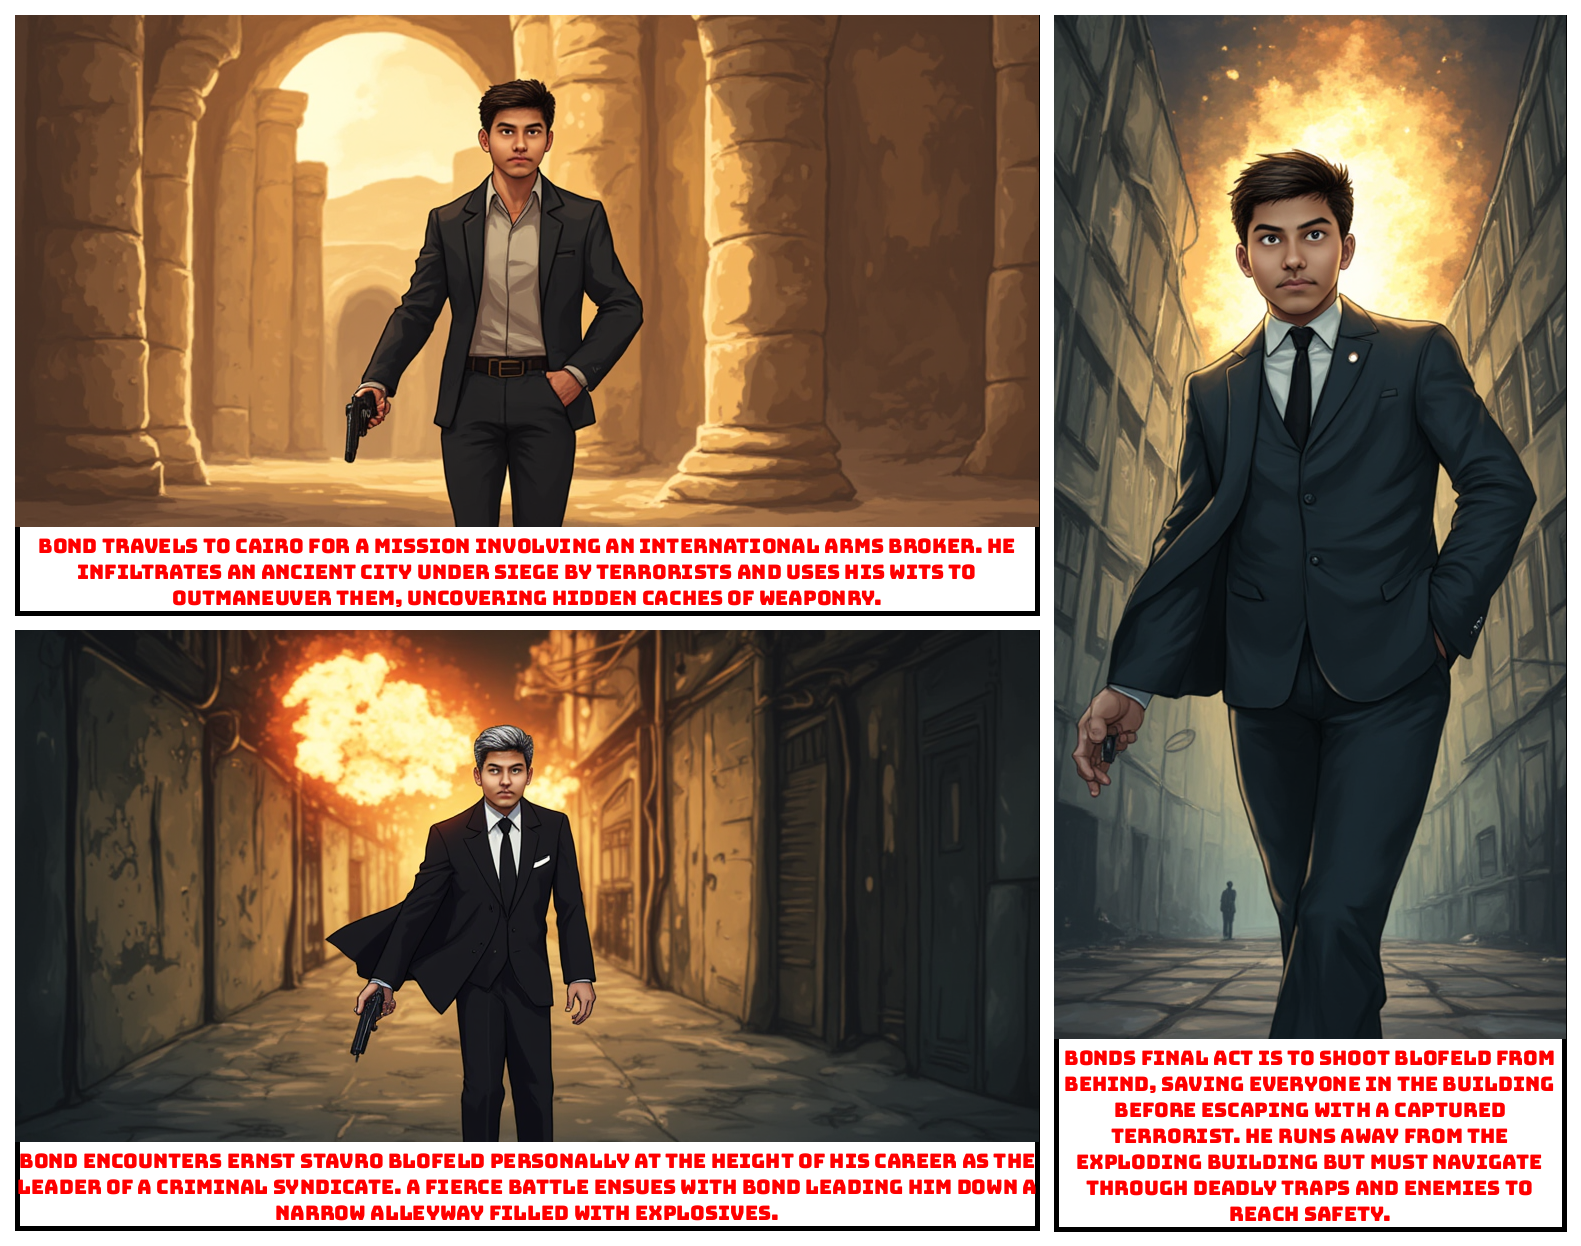 BOND TRAVELS TO CAIRO FOR A MISSION INVOLVING AN INTERNATIONAL ARMS BROKER. HE
INFILTRATES AN ANCIENT CITY UNDER SIEGE BY TERRORISTS AND USES HIS WITS TO
OUTMANEUVER THEM, UNCOVERING HIDDEN CACHES OF WEAPONRY.
BOND ENCOUNTERS ERNST STAVRO BLOFELD PERSONALLY AT THE HEIGHT OF HIS CAREER AS THE
LEADER OF A CRIMINAL SYNDICATE. A FIERCE BATTLE ENSUES WITH BOND LEADING HIM DOWN A
NARROW ALLEYWAY FILLED WITH EXPLOSIVES.
BONDS FINAL ACT IS TO SHOOT BLOFELD FROM
BEHIND, SAVING EVERYONE IN THE BUILDING
BEFORE ESCAPING WITH A CAPTURED
TERRORIST. HE RUNS AWAY FROM THE
EXPLODING BUILDING BUT MUST NAVIGATE
THROUGH DEADLY TRAPS AND ENEMIES TO
REACH SAFETY.